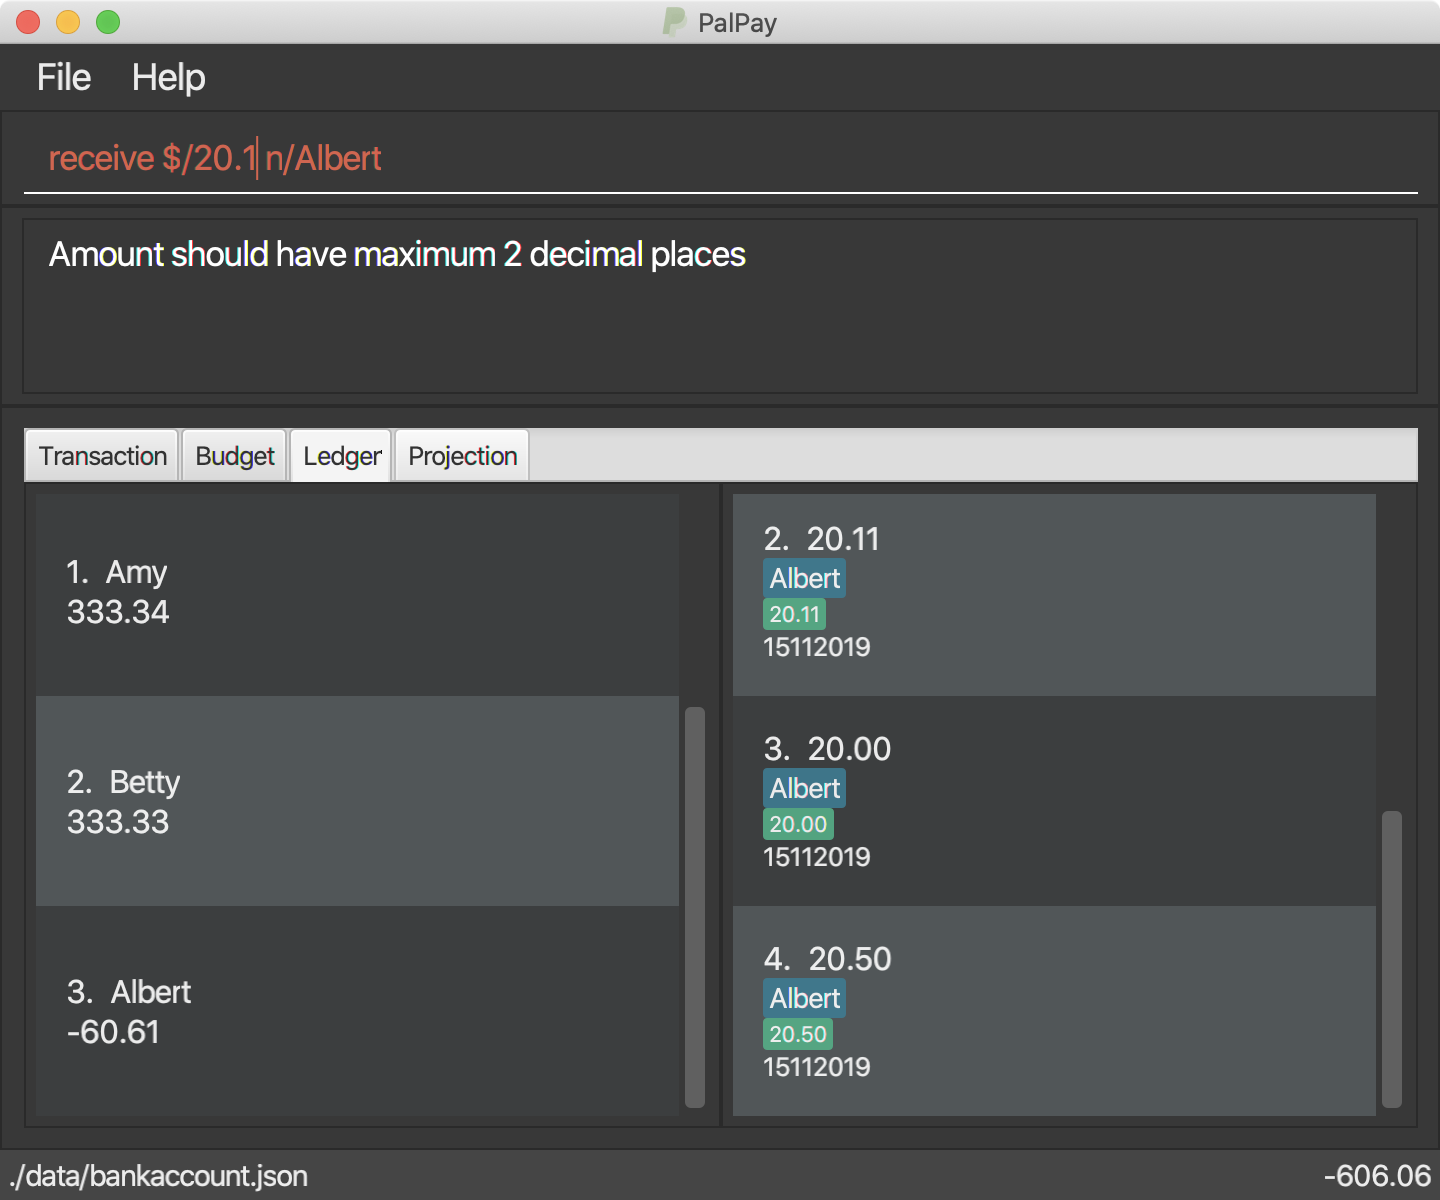 PalPay
File Help
receive $/20.1 n/Albert
Amount should have maximum 2 decimal places
Transaction Budget Ledger Projection
1. Amy
333.34
2. Betty
333.33
3. Albert
-60.61
2. 20.11
Albert
20.11
15112019
3. 20.00
Albert
20.00
15112019
4. 20.50
Albert
20.50
15112019
./data/bankaccount.json
-606.06